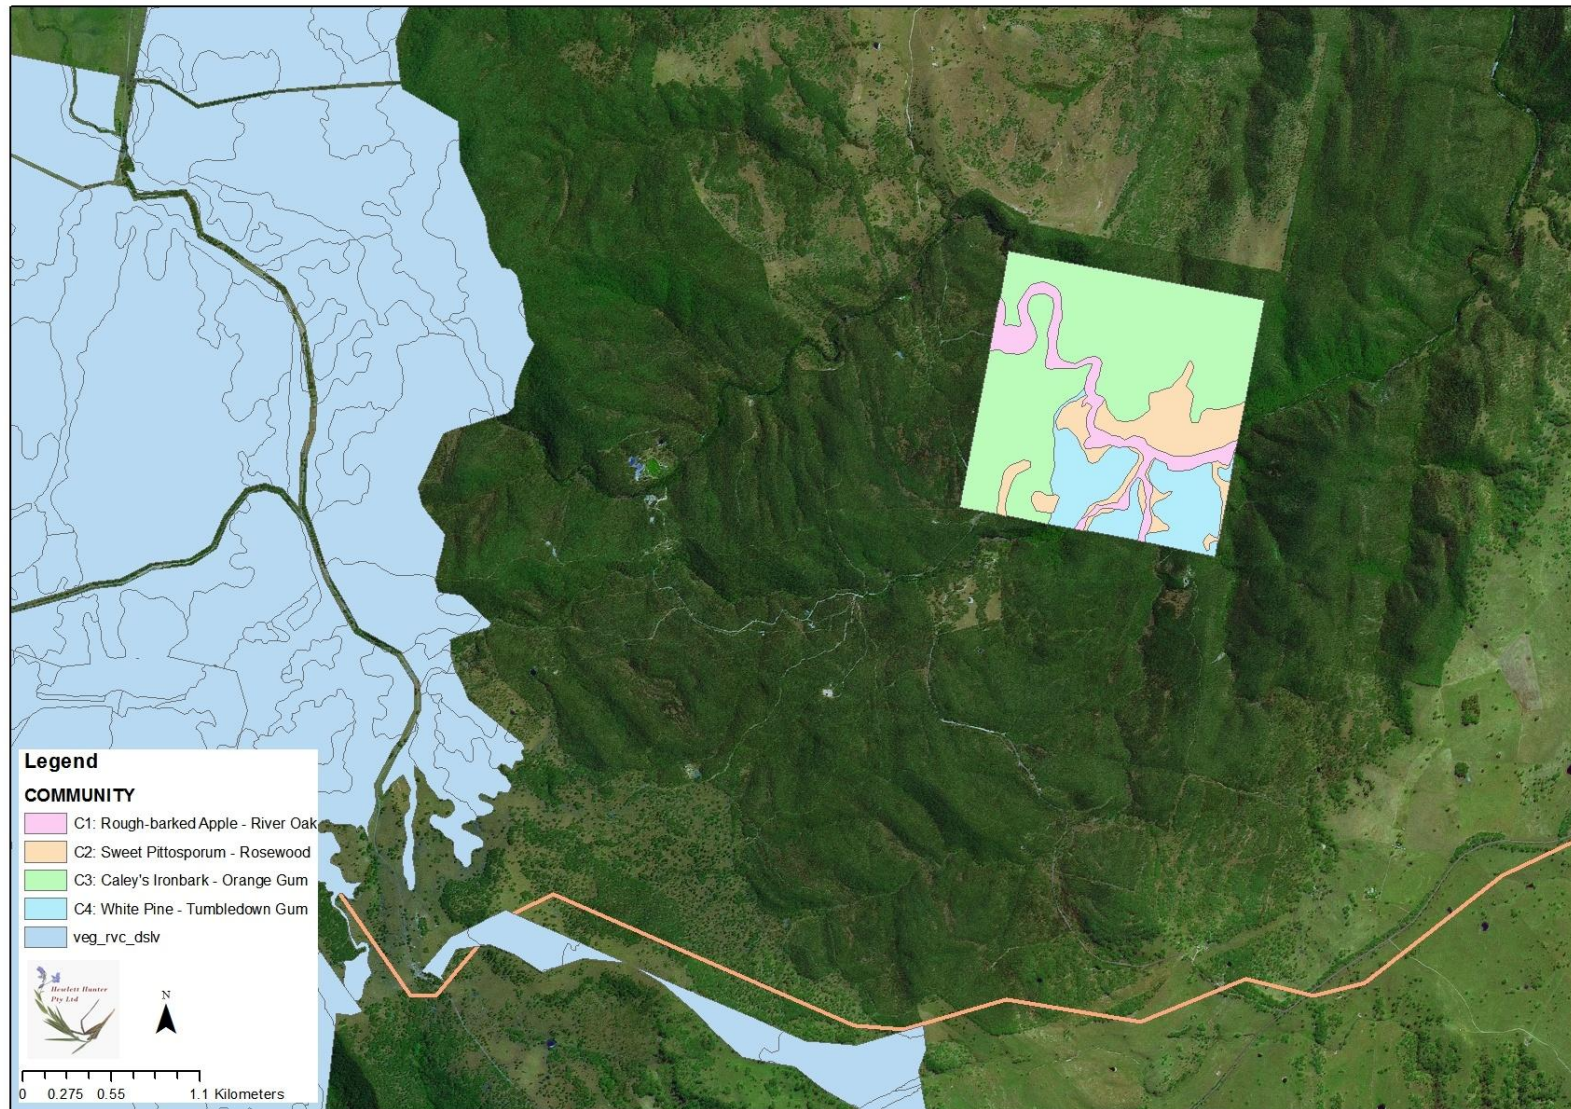 Legend
COMMUNITY
C1: Rough-barked Apple - River Oak
C2: Sweet Pittosporum - Rosewood
C3: Caley's Ironbark - Orange Gum
C4: White Pine - Tumbledown Gum
veg_rvc_dslv
Hewlett Hunter
Pty Ltd
N
0 0.275 0.55 1.1 Kilometers